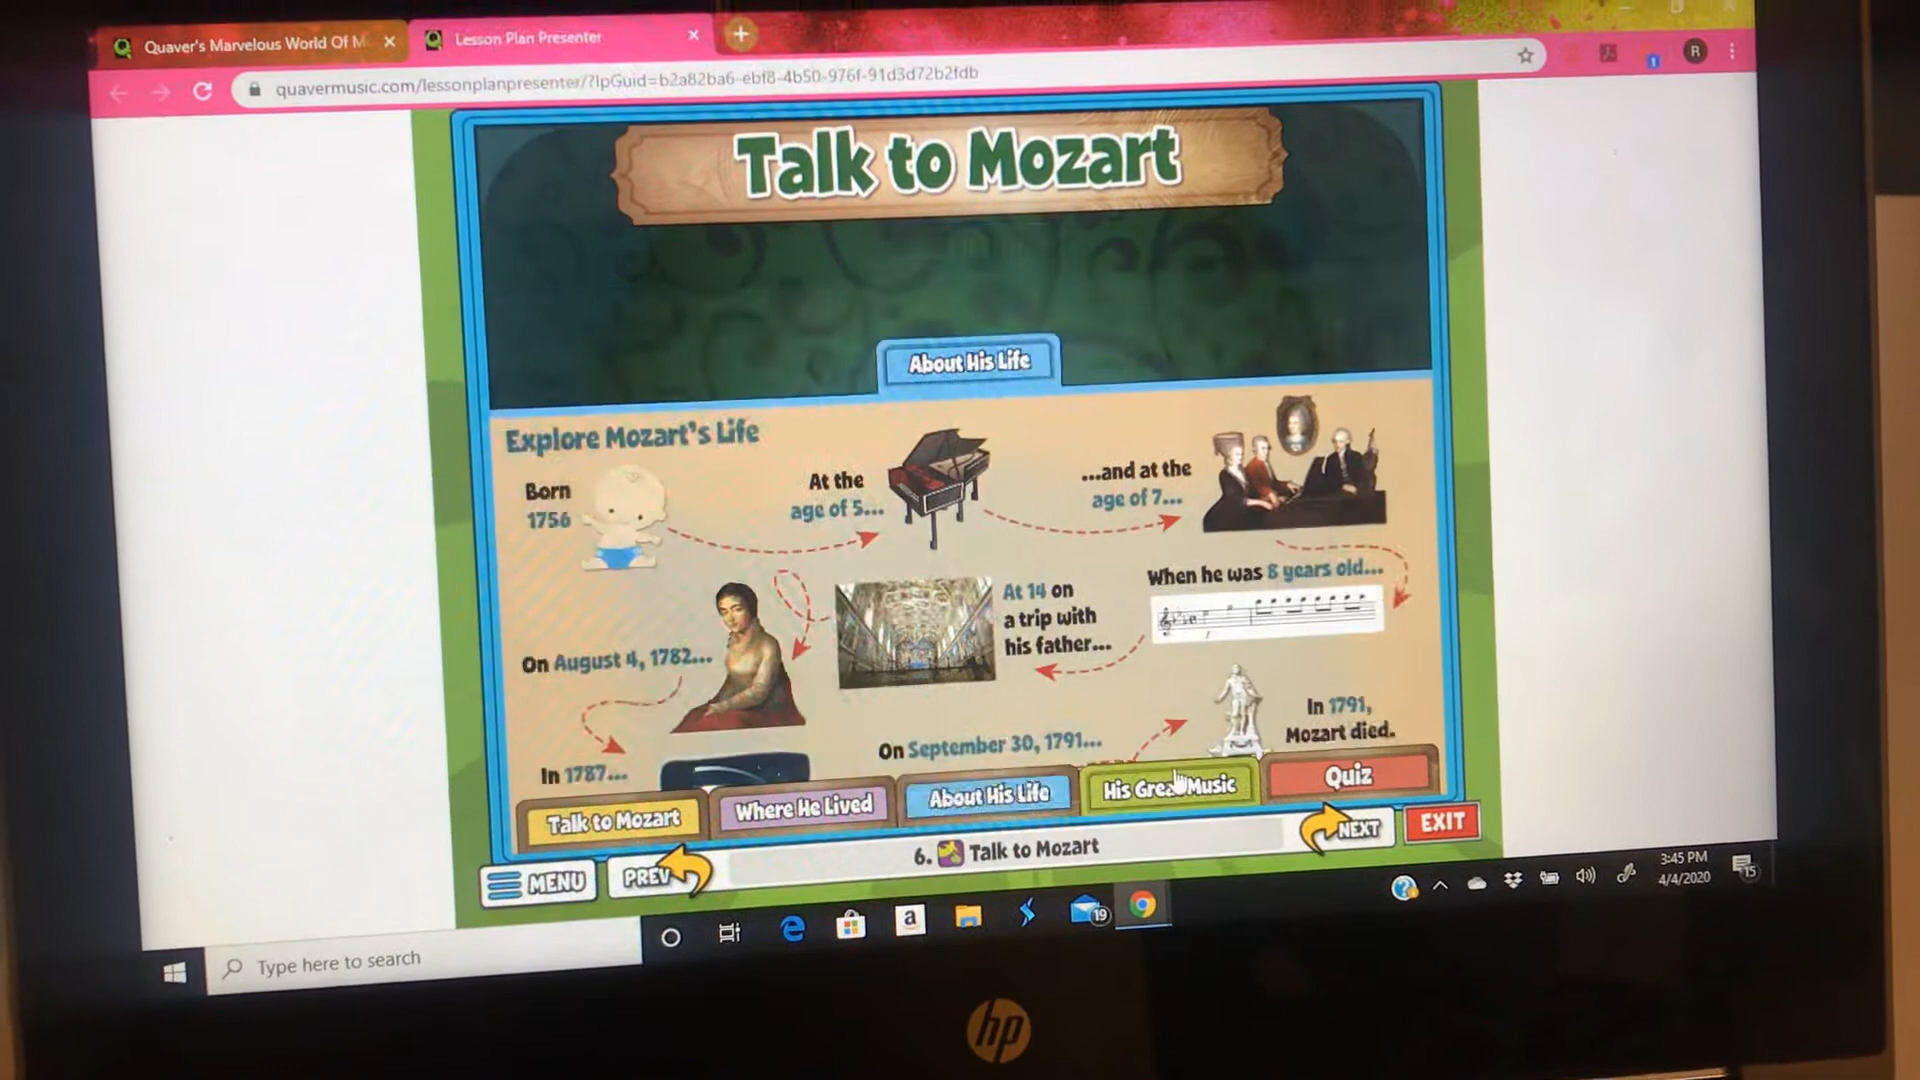 Quaver's Marvelous World Of M
Lesson Plan Presenter
quavermusic.com/lessonplanpresenter/?lpGuid=b2a82ba6-ebf8-4b50-976f-91d3d72b2fdb
R
Talk to Mozart
About His Life
Explore Mozart's Life
Born
1756
At the
age of 5...
...and at the
age of 7...
When he was 8 years old...
At 14 on
a trip with
his father...
On August 4, 1782...
In 1787...
On September 30, 1791...
In 1791,
Mozart died.
Talk to Mozart
Where He Lived
About His Life
His Great Music
Quiz
MENU
PREV
6. Talk to Mozart
NEXT
EXIT
Type here to search
a
19
3:45 PM
4/4/2020
15
hp